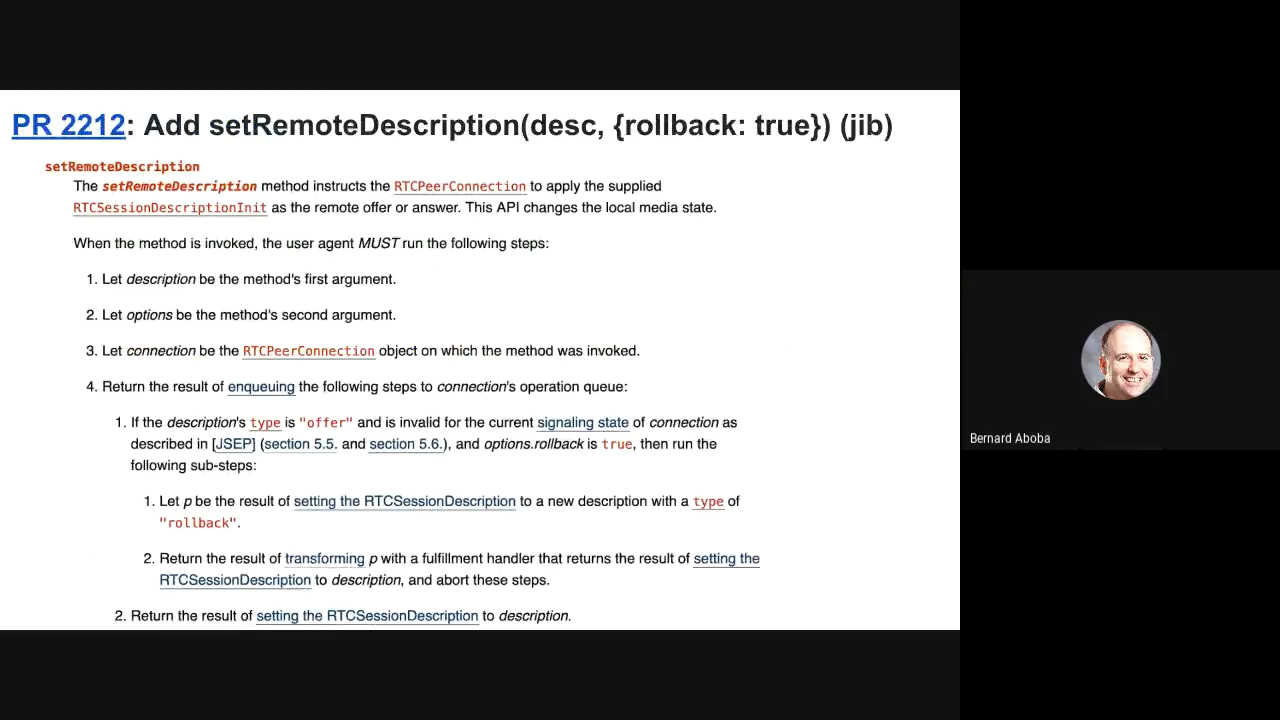 PR 2212: Add setRemoteDescription(desc, {rollback: true}) (jib)
setRemoteDescription
The setRemoteDescription method instructs the RTCPeerConnection to apply the supplied
RTCSessionDescriptionInit as the remote offer or answer. This API changes the local media state.
When the method is invoked, the user agent MUST run the following steps:
1. Let description be the method's first argument.
2. Let options be the method's second argument.
3. Let connection be the RTCPeerConnection object on which the method was invoked.
4. Return the result of enqueuing the following steps to connection's operation queue:
1. If the description's type is "offer" and is invalid for the current signaling state of connection as
described in [JSEP] (section 5.5. and section 5.6.), and options.rollback is true, then run the
following sub-steps:
1. Let p be the result of setting the RTCSessionDescription to a new description with a type of
"rollback".
2. Return the result of transforming p with a fulfillment handler that returns the result of setting the
RTCSessionDescription to description, and abort these steps.
2. Return the result of setting the RTCSessionDescription to description.
Bernard Aboba